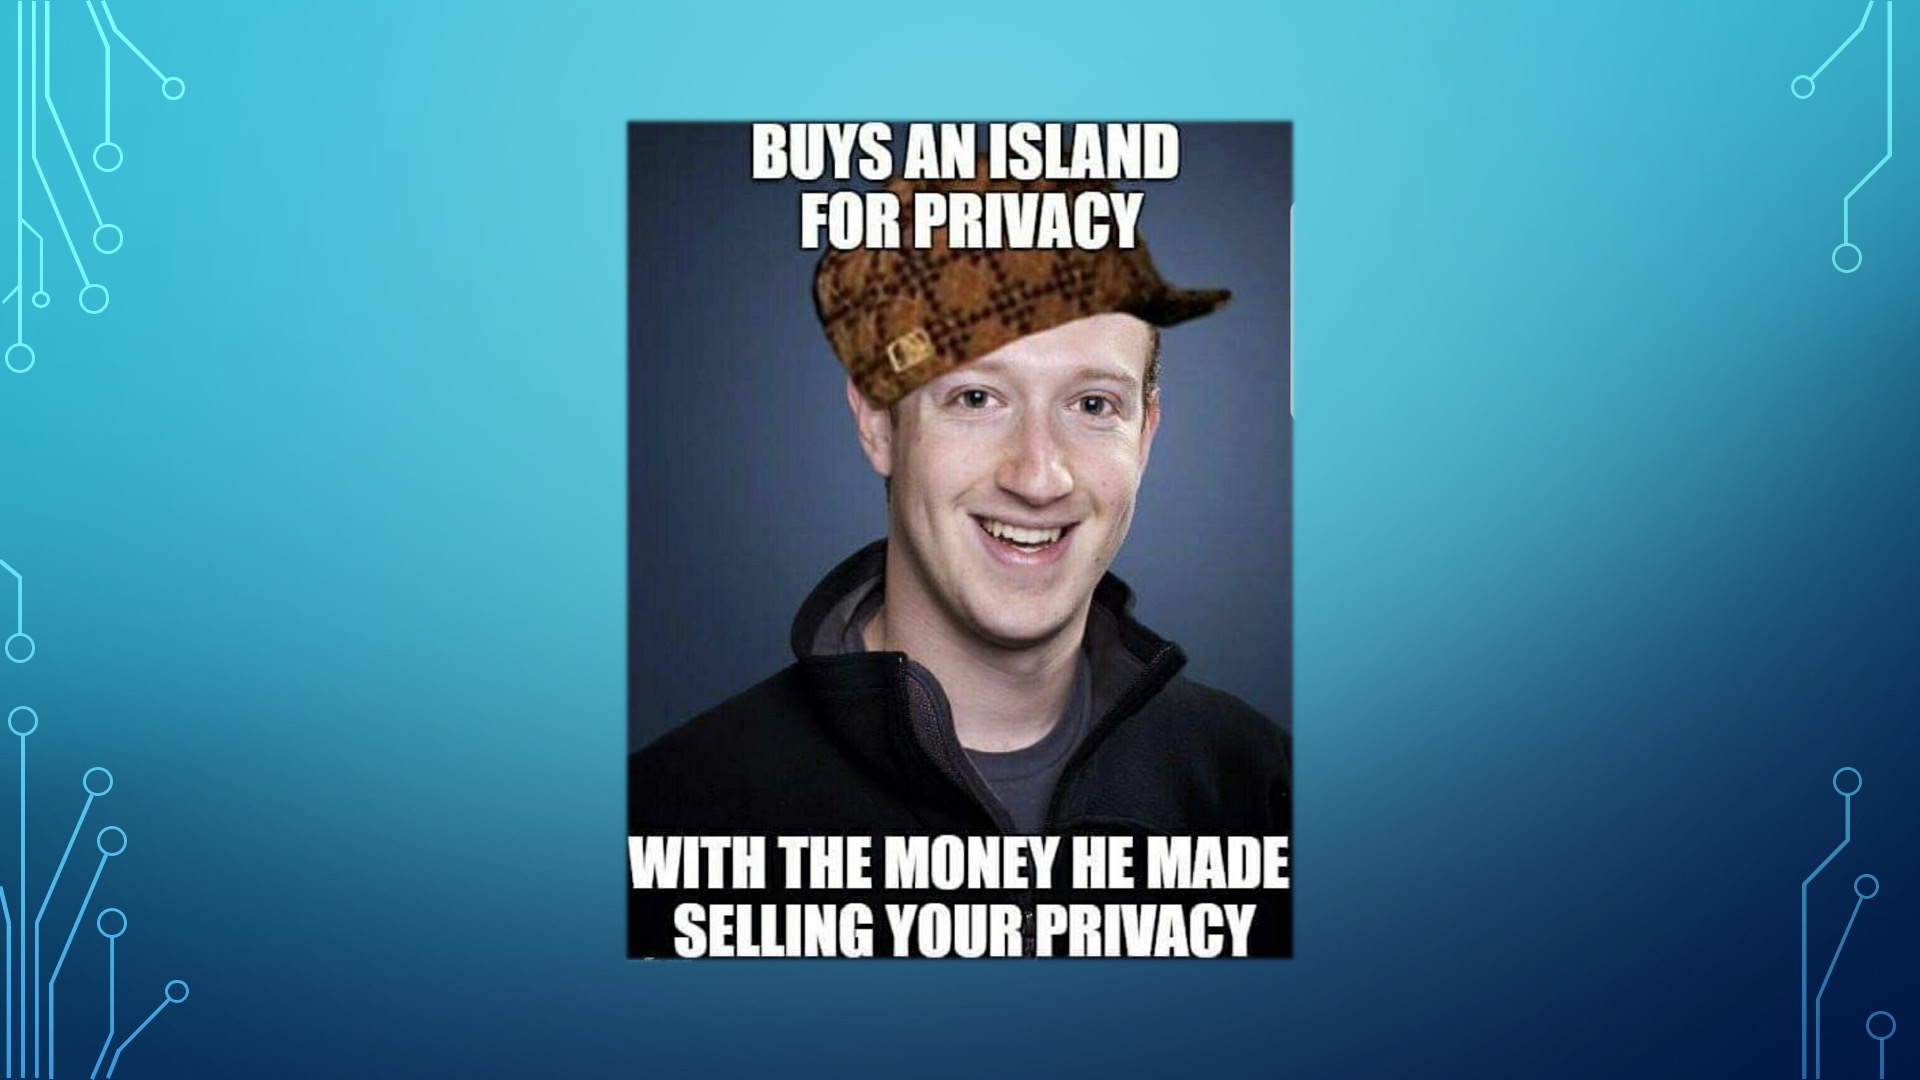 BUYS AN ISLAND
FOR PRIVACY
WITH THE MONEY HE MADE
SELLING YOUR PRIVACY